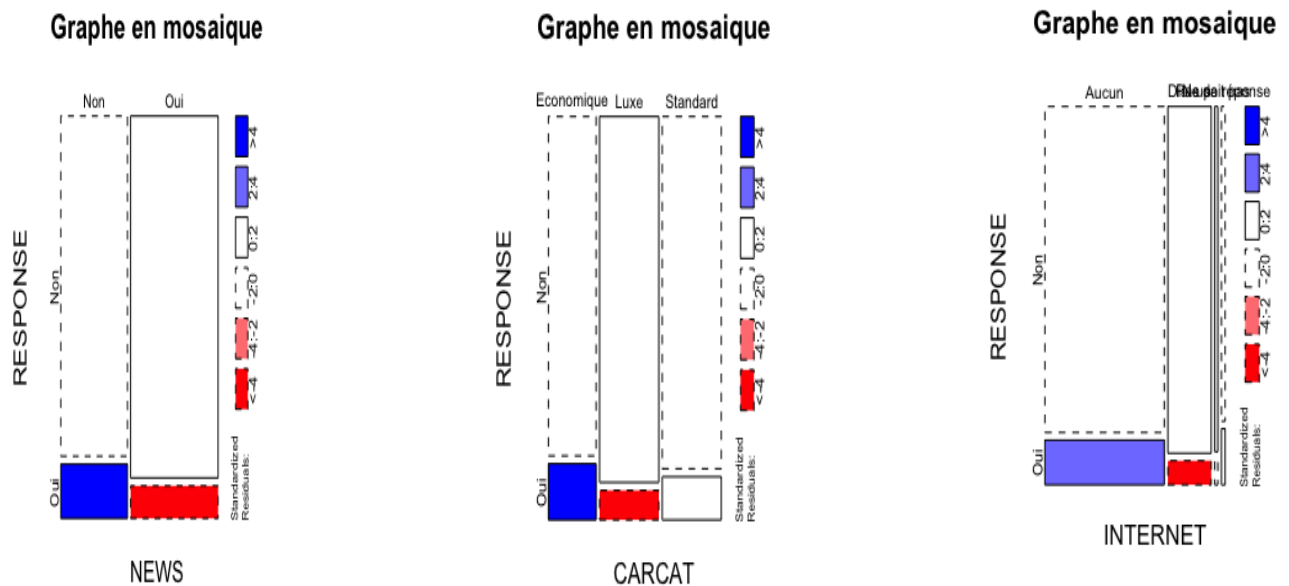 Graphe en mosaique
Non Oui
RESPONSE
Non
Oui
>4
2:4
0:2
-2:0
-4:-2
<-4
Standardized
Residuals:
NEWS
Graphe en mosaique
Economique Luxe Standard
RESPONSE
Non
Oui
>4
2:4
0:2
-2:0
-4:-2
<-4
Standardized
Residuals:
CARCAT
Graphe en mosaique
Aucun
RESPONSE
Non
Oui
>4
2:4
0:2
-2:0
-4:-2
<-4
Standardized
Residuals:
INTERNET